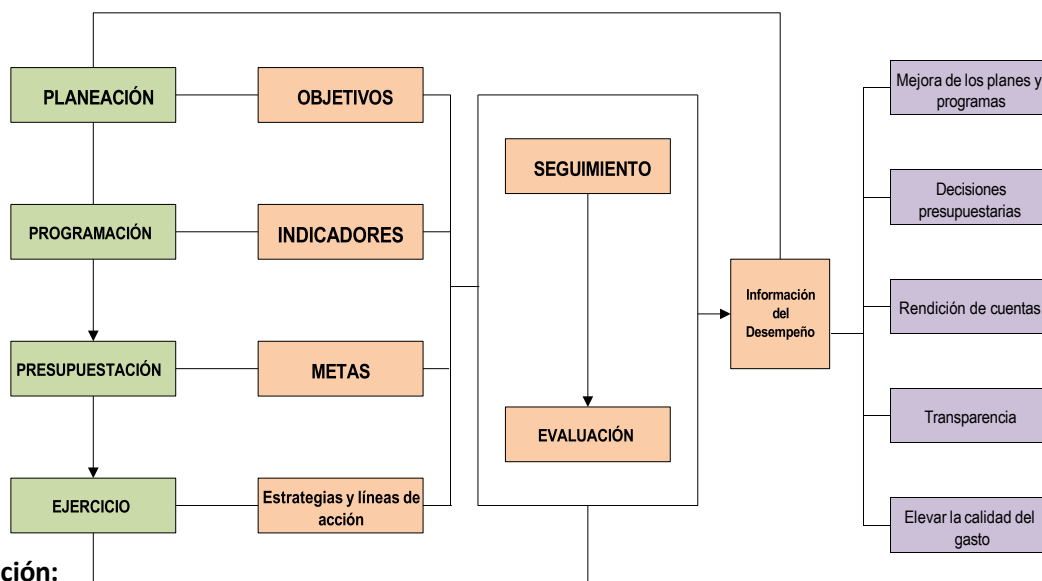 PLANEACIÓN
OBJETIVOS
PROGRAMACIÓN
INDICADORES
PRESUPUESTACIÓN
METAS
EJERCICIO
Estrategias y líneas de
acción
SEGUIMIENTO
EVALUACIÓN
Información
del
Desempeño
Mejora de los planes y
programas
Decisiones
presupuestarias
Rendición de cuentas
Transparencia
Elevar la calidad del
gasto
ción: